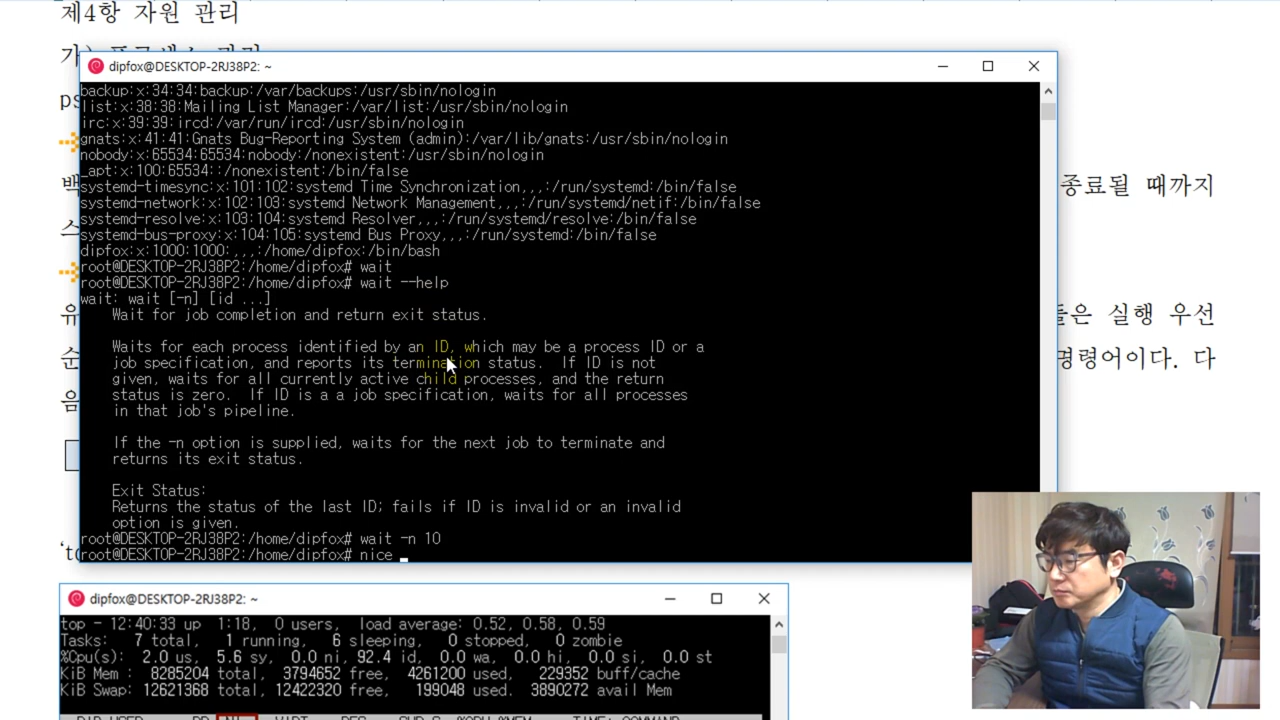 제4항 자원 관리
dipfox@DESKTOP-2RJ38P2: ~
backup:x:34:34:backup:/var/backups:/usr/sbin/nologin
list:x:38:38:Mailing List Manager:/var/list:/usr/sbin/nologin
irc:x:39:39:ircd:/var/run/ircd:/usr/sbin/nologin
gnats:x:41:41:Gnats Bug-Reporting System (admin):/var/lib/gnats:/usr/sbin/nologin
nobody:x:65534:65534:nobody:/nonexistent:/usr/sbin/nologin
_apt:x:100:65534::/nonexistent:/bin/false
systemd-timesync:x:101:102:systemd Time Synchronization,,,:/run/systemd:/bin/false
systemd-network:x:102:103:systemd Network Management,,,:/run/systemd/netif:/bin/false
systemd-resolve:x:103:104:systemd Resolver,,,:/run/systemd/resolve:/bin/false
systemd-bus-proxy:x:104:105:systemd Bus Proxy,,,:/run/systemd:/bin/false
dipfox:x:1000:1000:,,,:/home/dipfox:/bin/bash
root@DESKTOP-2RJ38P2:/home/dipfox# wait
root@DESKTOP-2RJ38P2:/home/dipfox# wait --help
wait: wait [-n] [id ...]
Wait for job completion and return exit status.
Waits for each process identified by an ID, which may be a process ID or a
job specification, and reports its termination status. If ID is not
given, waits for all currently active child processes, and the return
status is zero. If ID is a a job specification, waits for all processes
in that job's pipeline.
If the -n option is supplied, waits for the next job to terminate and
returns its exit status.
Exit Status:
Returns the status of the last ID; fails if ID is invalid or an invalid
option is given.
root@DESKTOP-2RJ38P2:/home/dipfox# wait -n 10
root@DESKTOP-2RJ38P2:/home/dipfox# nice
종료될 때까지
은 실행 우선
명령어이다. 다
음
dipfox@DESKTOP-2RJ38P2: ~
top - 12:40:33 up 1:18, 0 users, load average: 0.52, 0.58, 0.59
Tasks: 7 total, 1 running, 6 sleeping, 0 stopped, 0 zombie
%Cpu(s): 2.0 us, 5.6 sy, 0.0 ni, 92.4 id, 0.0 wa, 0.0 hi, 0.0 si, 0.0 st
KiB Mem : 8285204 total, 3794652 free, 4261200 used, 229352 buff/cache
KiB Swap: 12621368 total, 12422320 free, 199048 used. 3890272 avail Mem